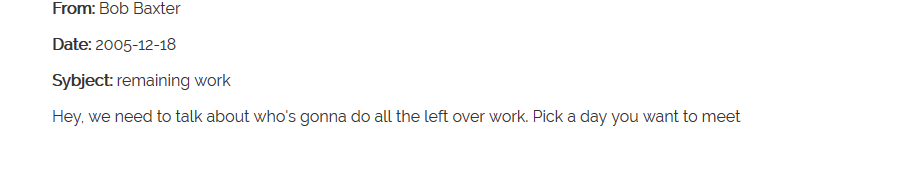 From: Bob Baxter
Date: 2005-12-18
Sybject: remaining work
Hey, we need to talk about who's gonna do all the left over work. Pick a day you want to meet